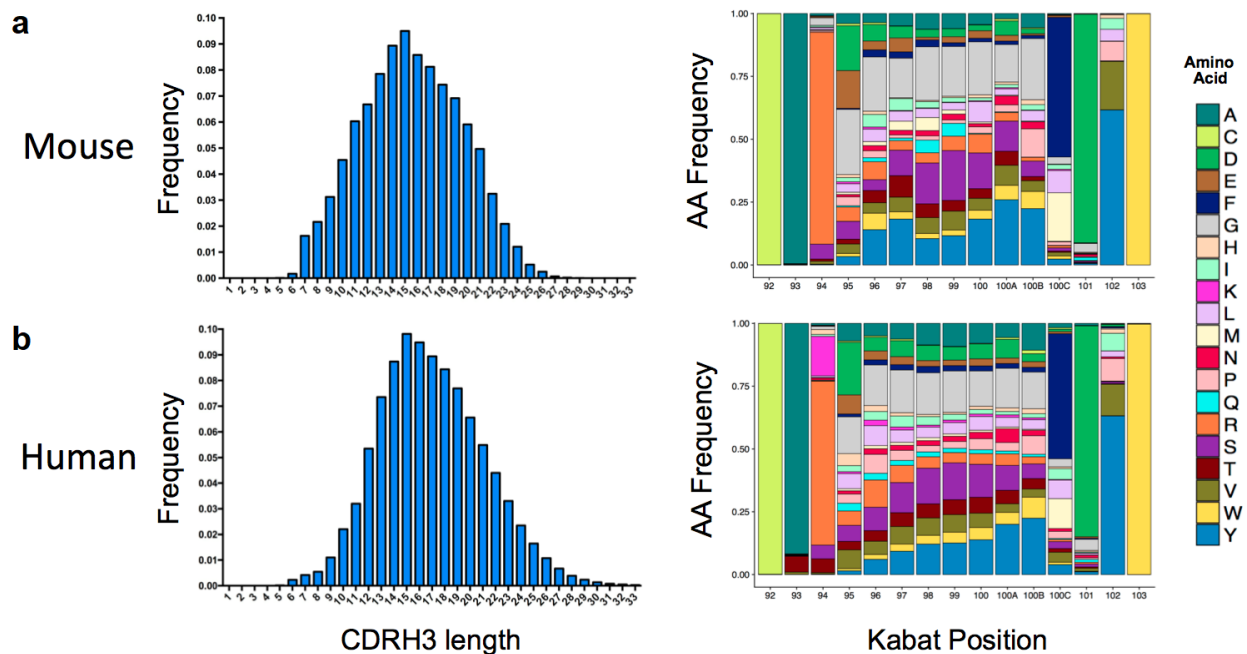 a
Mouse
Frequency
0.10
0.09
0.08
0.07
0.06
0.05
0.04
0.03
0.02
0.01
0.00
1 2 3 4 5 6 7 8 9 10 11 12 13 14 15 16 17 18 19 20 21 22 23 24 25 26 27 28 29 30 31 32 33
AA Frequency
1.00
0.75
0.50
0.25
0.00
92 93 94 95 96 97 98 99 100 100A 100B 100C 101 102 103
b
Human
Frequency
0.10
0.09
0.08
0.07
0.06
0.05
0.04
0.03
0.02
0.01
0.00
1 2 3 4 5 6 7 8 9 10 11 12 13 14 15 16 17 18 19 20 21 22 23 24 25 26 27 28 29 30 31 32 33
CDRH3 length
AA Frequency
1.00
0.75
0.50
0.25
0.00
92 93 94 95 96 97 98 99 100 100A 100B 100C 101 102 103
Kabat Position
Amino
Acid
A
C
D
E
F
G
H
I
K
L
M
N
P
Q
R
S
T
V
W
Y